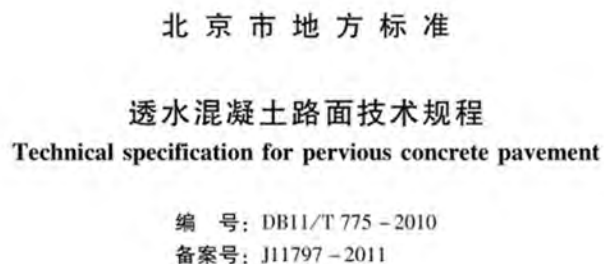 北京市地方标准
透水混凝土路面技术规程
Technical specification for pervious concrete pavement
编 号：DB11/T 775－2010
备案号：J11797－2011